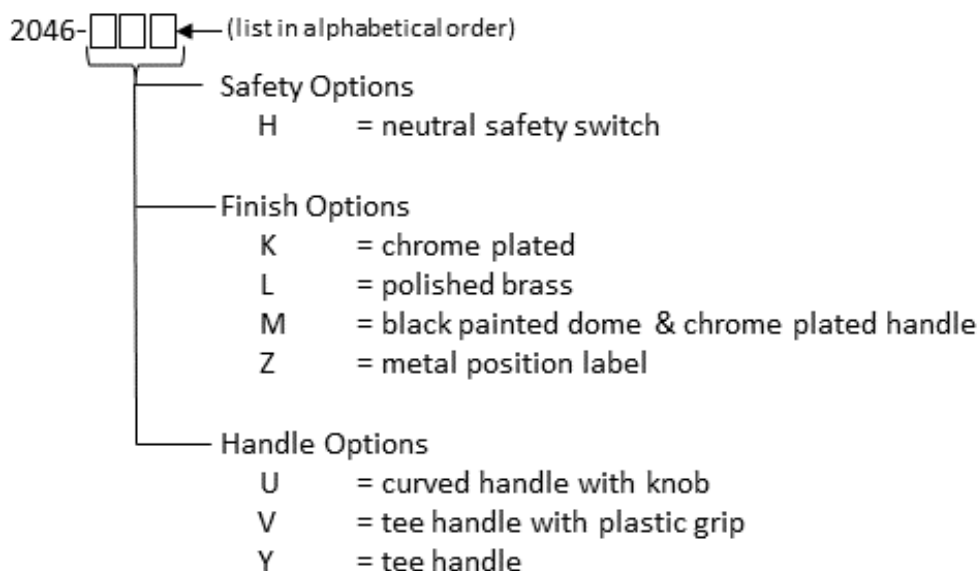 2046-□□□ (list in alphabetical order)
Safety Options
H = neutral safety switch
Finish Options
K = chrome plated
L = polished brass
M = black painted dome & chrome plated handle
Z = metal position label
Handle Options
U = curved handle with knob
V = tee handle with plastic grip
Y = tee handle